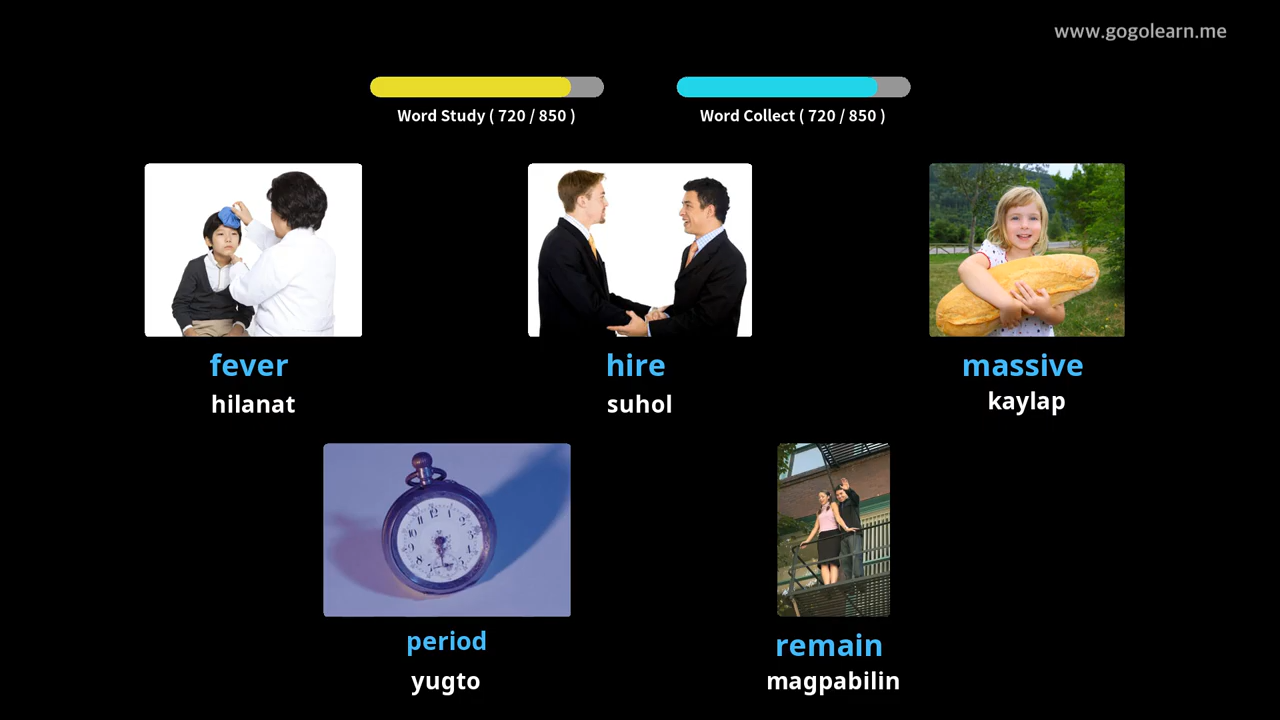 www.gogolearn.me
Word Study ( 720 / 850 )
Word Collect ( 720 / 850 )
fever
hilanat
hire
suhol
massive
kaylap
period
yugto
remain
magpabilin